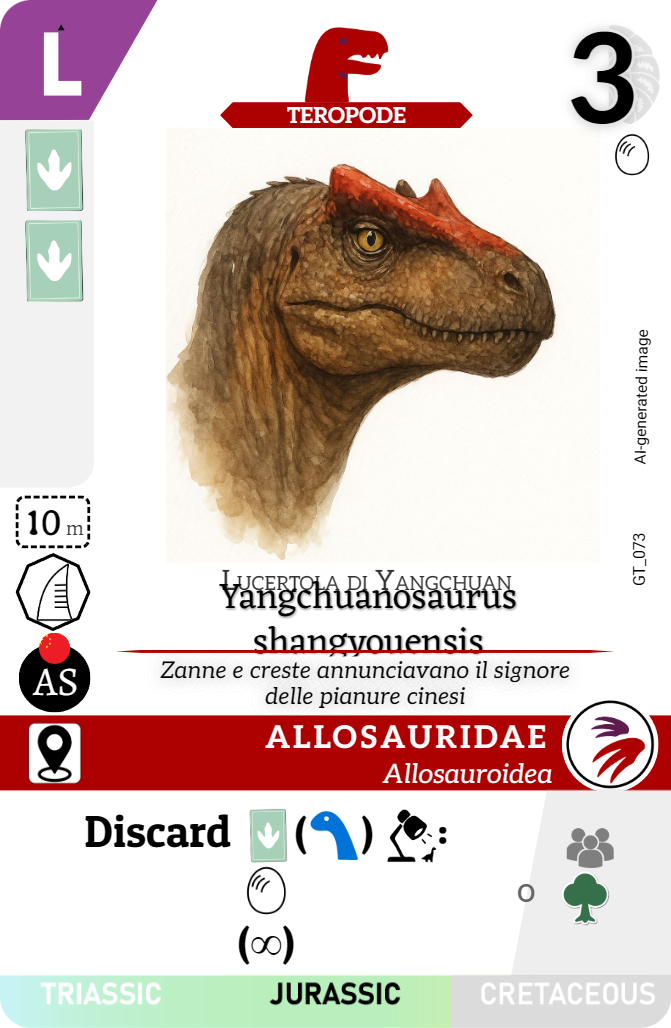 L
3
TEROPODE
AI-generated image
GT_073
10 m
Lucertola di Yangchuan
Yangchuanosaurus
shangyouensis
AS
Zanne e creste annunciavano il signore
delle pianure cinesi
ALLOSAURIDAE
Allosauroidea
Discard ( ) :
O
(∞)
TRIASSIC JURASSIC CRETACEOUS